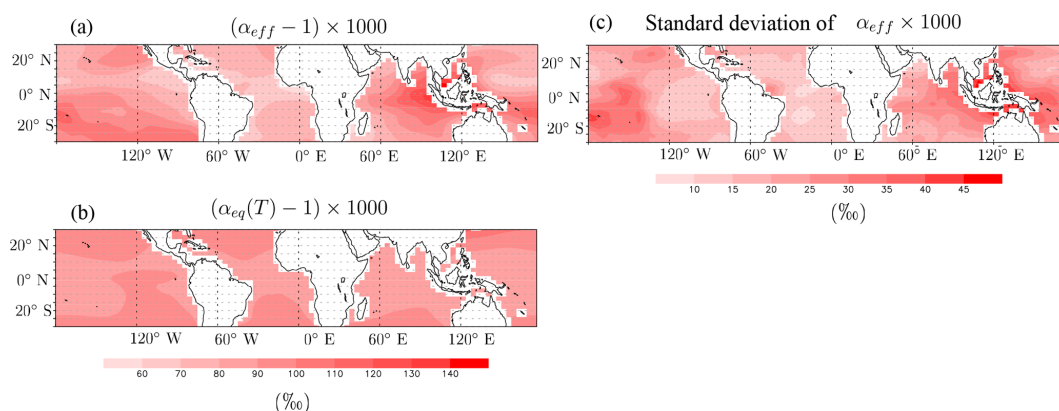 (a) (α_eff − 1) × 1000
20° N
0° N
20° S
120° W 60° W 0° E 60° E 120° E
(b) (α_eq(T) − 1) × 1000
20° N
0° N
20° S
120° W 60° W 0° E 60° E 120° E
60 70 80 90 100 110 120 130 140
(‰)
(c) Standard deviation of α_eff × 1000
20° N
0° N
20° S
120° W 60° W 0° E 60° E 120° E
10 15 20 25 30 35 40 45
(‰)